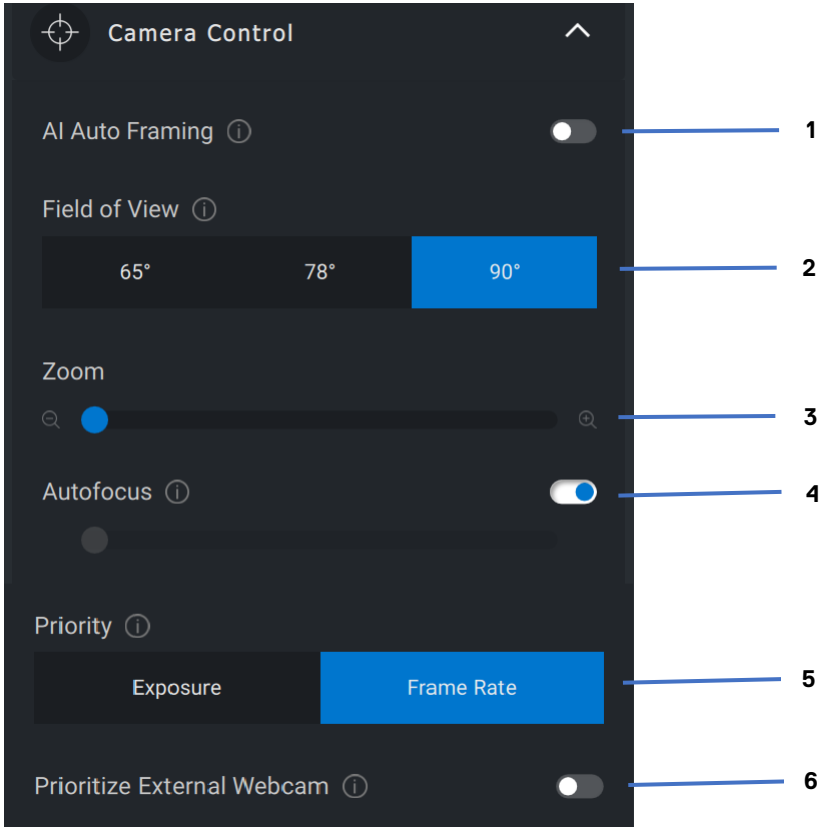 Camera Control
AI Auto Framing
1
Field of View
65° 78° 90°
2
Zoom
3
Autofocus
4
Priority
Exposure Frame Rate
5
Prioritize External Webcam
6